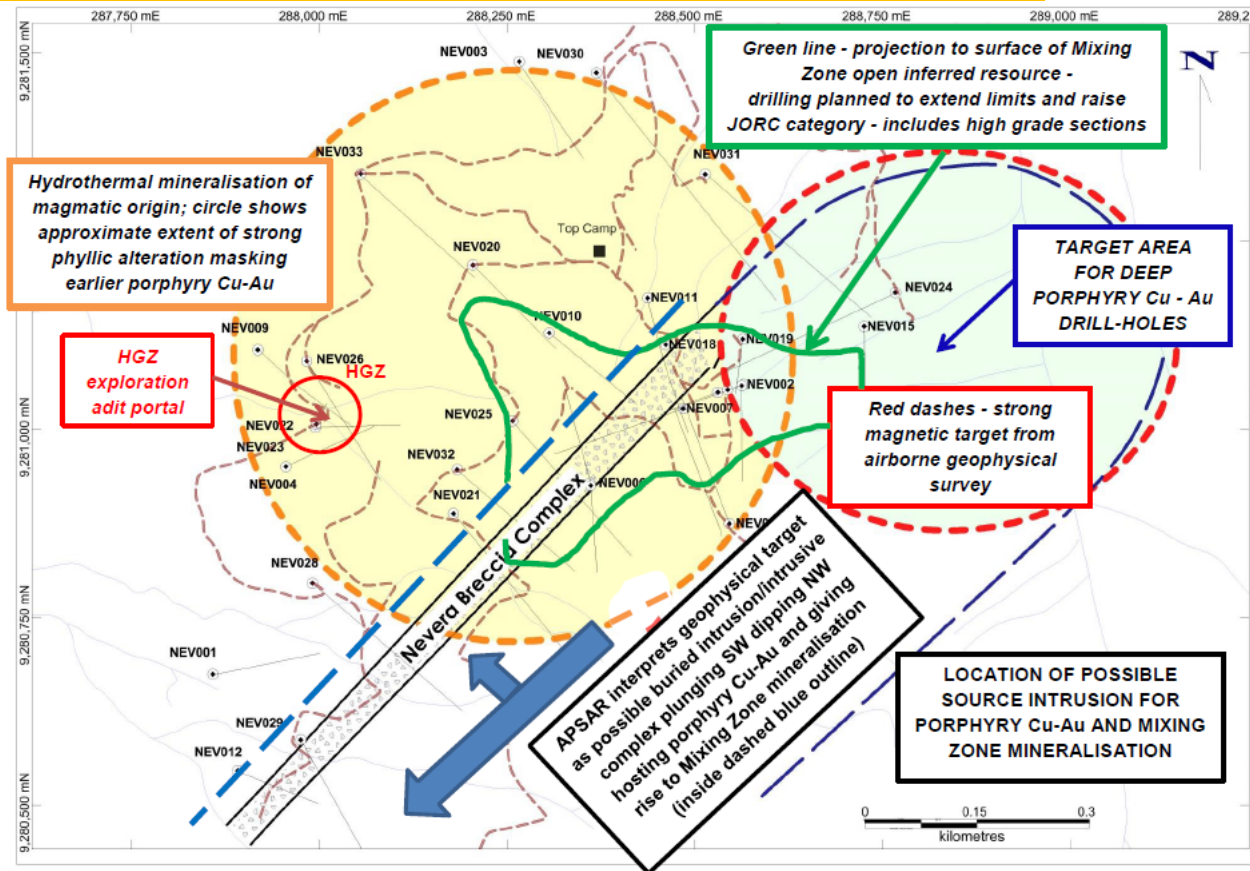 287,750 mE
288,000 mE
288,250 mE
288,500 mE
288,750 mE
289,000 mE
289,2
9,281,500 mN
9,281,250 mN
9,281,000 mN
9,280,750 mN
9,280,500 mN
N
Green line - projection to surface of Mixing
Zone open inferred resource -
drilling planned to extend limits and raise
JORC category - includes high grade sections
Hydrothermal mineralisation of
magmatic origin; circle shows
approximate extent of strong
phyllic alteration masking
earlier porphyry Cu-Au
HGZ
exploration
adit portal
HGZ
TARGET AREA
FOR DEEP
PORPHYRY Cu - Au
DRILL-HOLES
Red dashes - strong
magnetic target from
airborne geophysical
survey
APSAR interprets geophysical target
as possible buried intrusion/intrusive
complex plunging SW dipping NW
hosting porphyry Cu-Au and giving
rise to Mixing Zone mineralisation
(inside dashed blue outline)
LOCATION OF POSSIBLE
SOURCE INTRUSION FOR
PORPHYRY Cu-Au AND MIXING
ZONE MINERALISATION
Nevera Breccia Complex
Top Camp
NEV003
NEV030
NEV033
NEV031
NEV020
NEV011
NEV024
NEV015
NEV010
NEV009
NEV026
NEV018
NEV019
NEV002
NEV007
NEV022
NEV023
NEV004
NEV025
NEV032
NEV021
NEV028
NEV001
NEV029
NEV012
0
0.15
0.3
kilometres